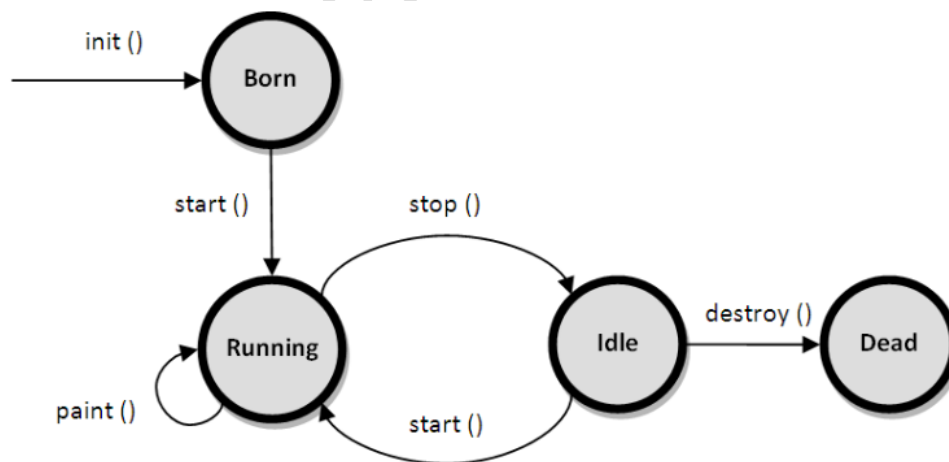 init ()
Born
start ()
stop ()
destroy ()
Running
Idle
Dead
paint ()
start ()